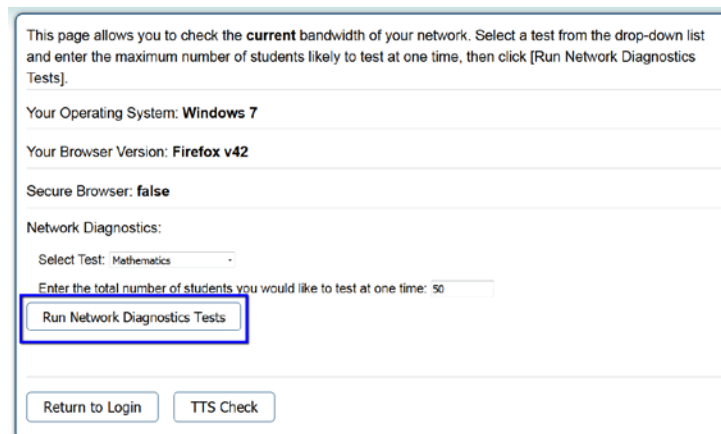 This page allows you to check the current bandwidth of your network. Select a test from the drop-down list
and enter the maximum number of students likely to test at one time, then click [Run Network Diagnostics
Tests].
Your Operating System: Windows 7
Your Browser Version: Firefox v42
Secure Browser: false
Network Diagnostics:
Select Test: Mathematics
Enter the total number of students you would like to test at one time: 50
Run Network Diagnostics Tests
Return to Login TTS Check